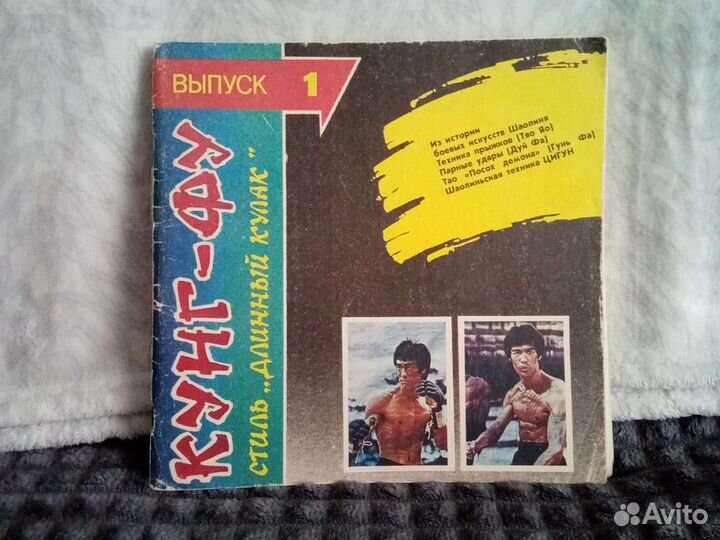 ВЫПУСК 1
КУНГ-ФУ
СТИЛЬ „ДЛИННЫЙ КУЛАК"
Из истории
боевых искусств Шаолиня
Техника прыжков (Тяо Яо)
Парные удары (Дуй Фа)
Тао «Посох демона» (Гунь Фа)
Шаолиньская техника ЦИГУН
Avito